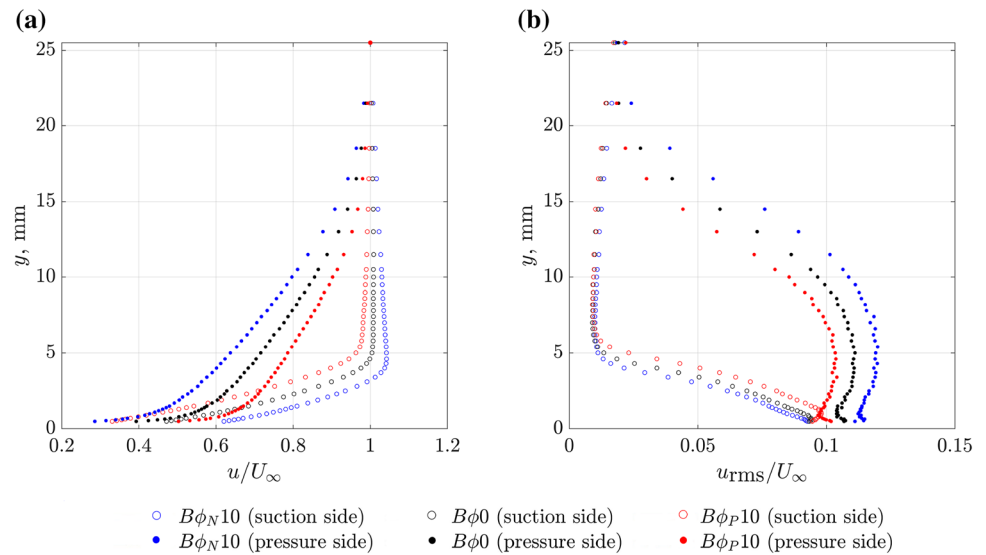 (a) (b)
25 25
20 20
15 15
10 10
5 5
0 0
y, mm y, mm
0.2 0.4 0.6 0.8 1 1.2 0 0.05 0.1 0.15
u/U∞ urms/U∞
BϕN10 (suction side) Bϕ0 (suction side) BϕP10 (suction side)
BϕN10 (pressure side) Bϕ0 (pressure side) BϕP10 (pressure side)